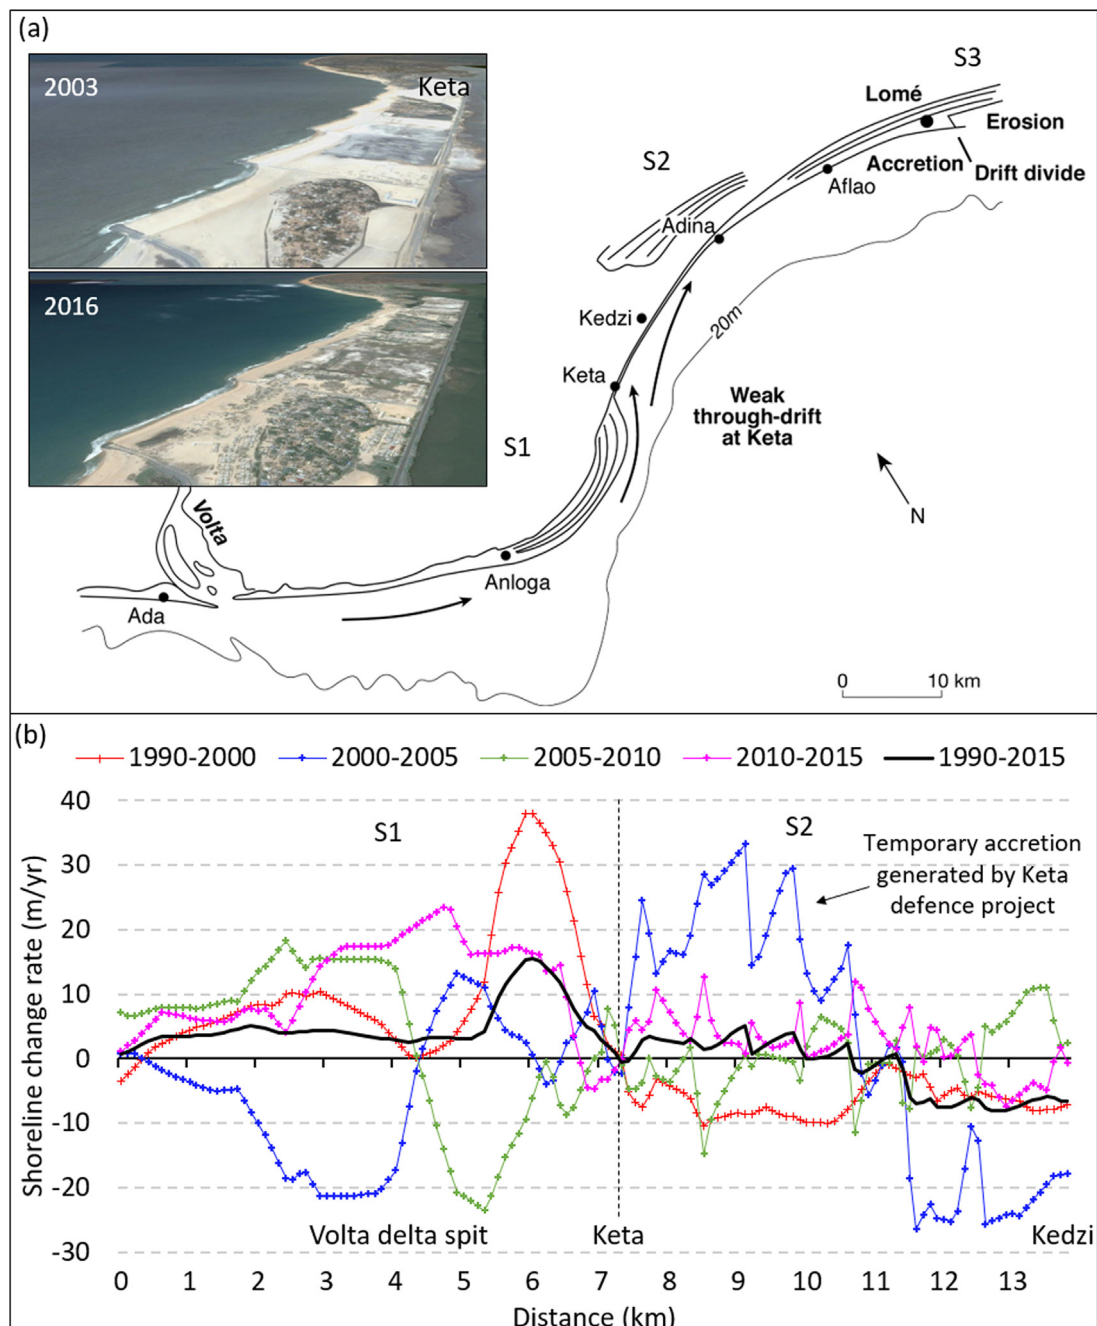 (a)
2003
Keta
2016
S3
Lomé
Erosion
Accretion
Drift divide
Aflao
S2
Adina
20m
Kedzi
Keta
Weak
through-drift
at Keta
S1
N
Volta
Anloga
Ada
0 10 km
(b)
1990-2000 2000-2005 2005-2010 2010-2015 1990-2015
Shoreline change rate (m/yr)
40
30
20
10
0
-10
-20
-30
S1
S2
Temporary accretion
generated by Keta
defence project
Volta delta spit
Keta
Kedzi
0 1 2 3 4 5 6 7 8 9 10 11 12 13
Distance (km)